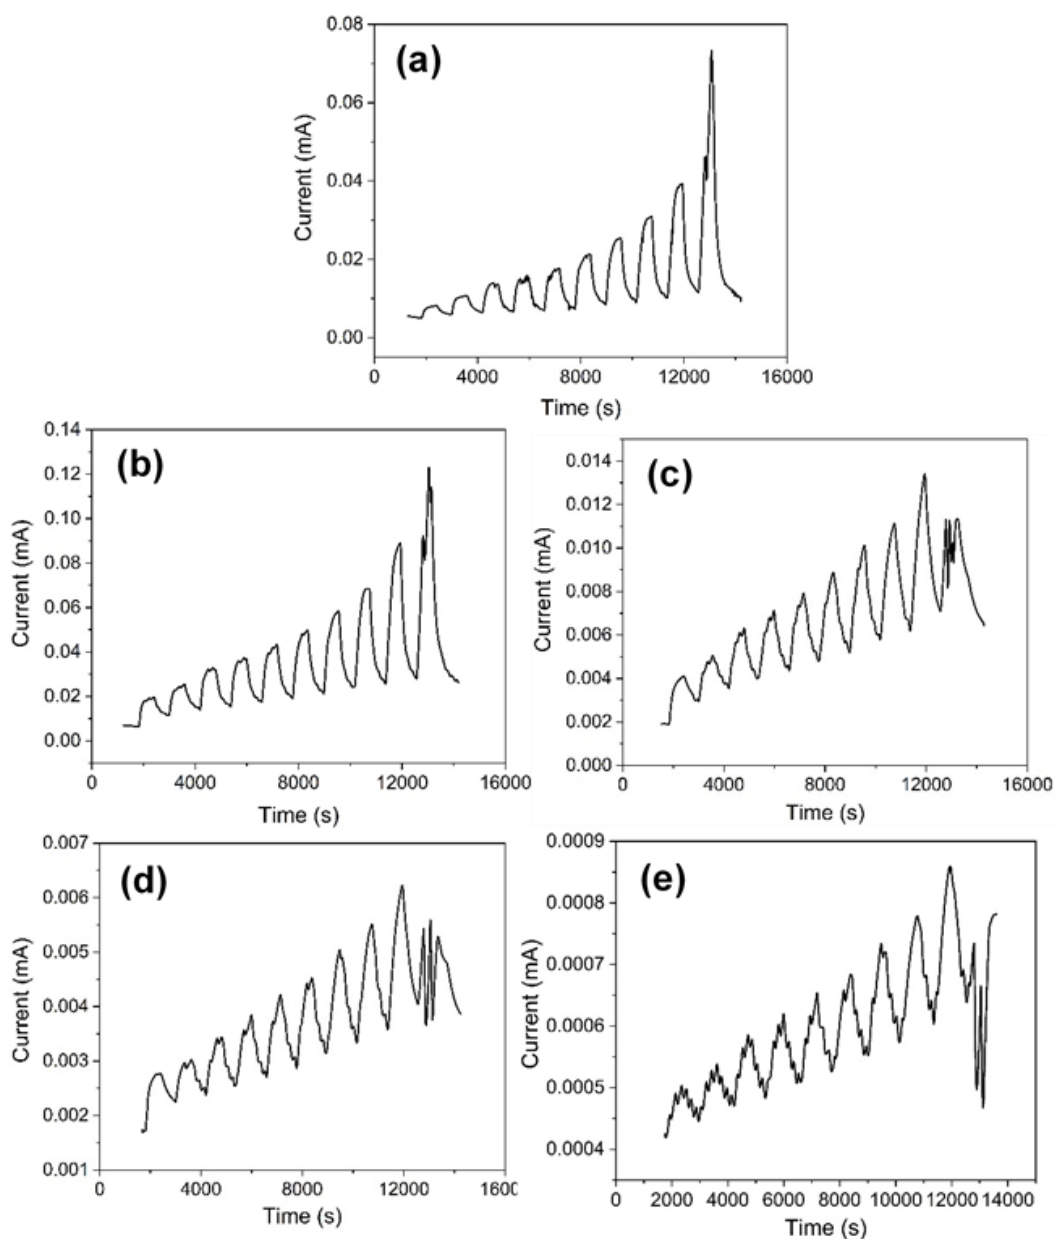 (a)
0.08
0.06
0.04
0.02
0.00
Current (mA)
0 4000 8000 12000 16000
Time (s)
(b)
0.14
0.12
0.10
0.08
0.06
0.04
0.02
0.00
Current (mA)
0 4000 8000 12000 16000
Time (s)
(c)
0.014
0.012
0.010
0.008
0.006
0.004
0.002
0.000
Current (mA)
0 4000 8000 12000 16000
Time (s)
(d)
0.007
0.006
0.005
0.004
0.003
0.002
0.001
Current (mA)
0 4000 8000 12000 1600
Time (s)
(e)
0.0009
0.0008
0.0007
0.0006
0.0005
0.0004
Current (mA)
0 2000 4000 6000 8000 10000 12000 14000
Time (s)